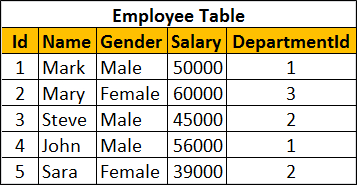 Employee Table
Id Name Gender Salary DepartmentId
1 Mark Male 50000 1
2 Mary Female 60000 3
3 Steve Male 45000 2
4 John Male 56000 1
5 Sara Female 39000 2